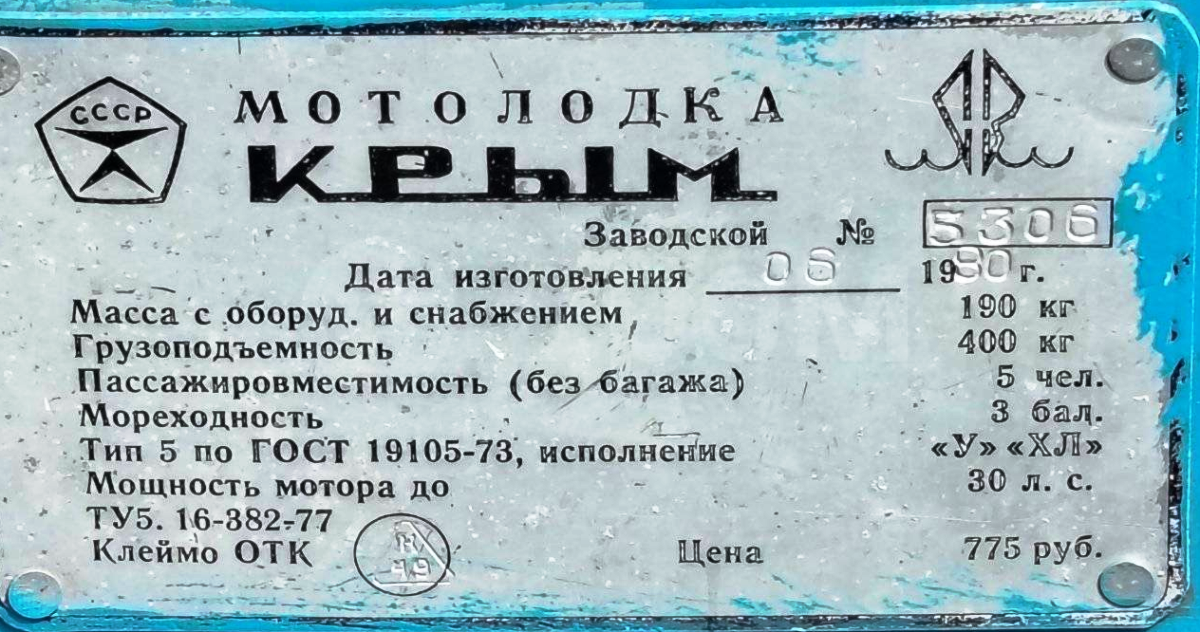 СССР
МОТОЛОДКА
КРЫМ
Заводской № 5306
Дата изготовления 06 1980 г.
Масса с оборуд. и снабжением 190 кг
Грузоподъемность 400 кг
Пассажировместимость (без багажа) 5 чел.
Мореходность 3 бал.
Тип 5 по ГОСТ 19105-73, исполнение «У» «ХЛ»
Мощность мотора до 30 л. с.
ТУ5. 16-382-77
Клеймо ОТК Цена 775 руб.